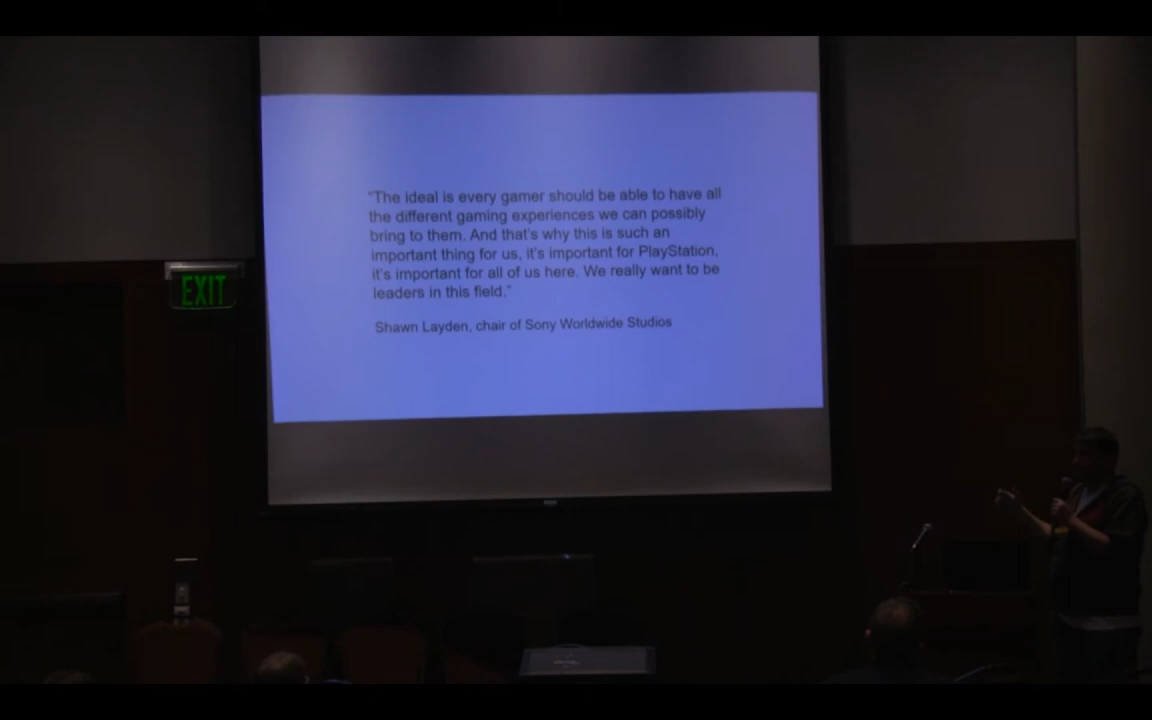 "The ideal is every gamer should be able to have all
the different gaming experiences we can possibly
bring to them. And that's why this is such an
important thing for us, it's important for PlayStation,
it's important for all of us here. We really want to be
leaders in this field."
Shawn Layden, chair of Sony Worldwide Studios
EXIT